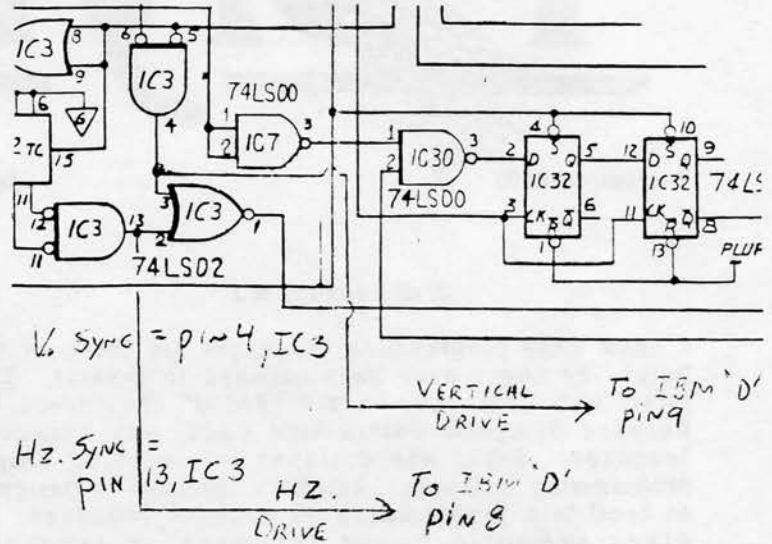 8
9
IC3
6
5
IC3
4
74LS00
1
2
3
IC7
1
2
3
IC30
74LS00
4
10
2
D
S
Q
5
IC32
3
CK
R
Q
6
1
12
D
S
Q
9
IC32
11
CK
R
Q
8
13
74LS
6
6
TC
15
11
12
11
IC3
13
3
2
IC3
1
74LS02
V. SYNC = PIN 4, IC3
VERTICAL
DRIVE
TO IBM 'D'
PIN 9
HZ. SYNC =
PIN 13, IC3
HZ.
DRIVE
TO IBM 'D'
PIN 8